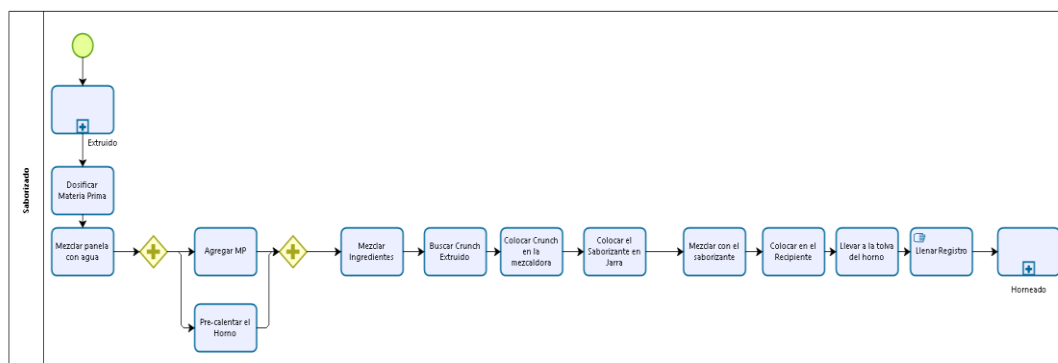 Saborizado
Extruido
Dosificar
Materia Prima
Mezclar panela
con agua
Agregar MP
Pre-calentar el
Horno
Mezclar
Ingredientes
Buscar Crunch
Extruido
Colocar Crunch
en la
mezcaldora
Colocar el
Saborizante en
Jarra
Mezclar con el
saborizante
Colocar en el
Recipiente
Llevar a la tolva
del horno
Llenar Registro
Horneado